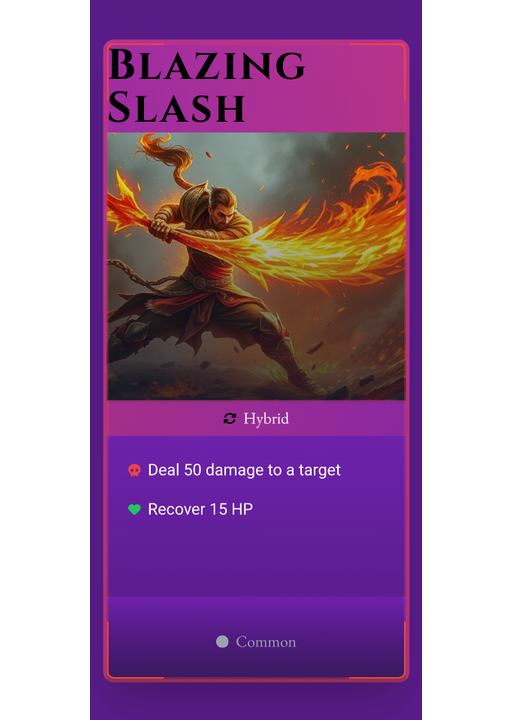 Blazing
Slash
Hybrid
Deal 50 damage to a target
Recover 15 HP
Common